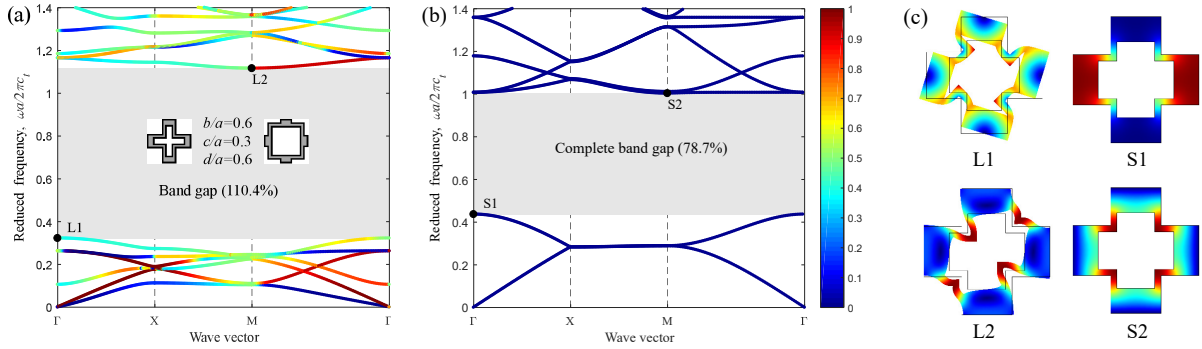 (a)
1.4
1.2
1
0.8
0.6
0.4
0.2
0
Reduced frequency, ωa/2πc_t
L2
b/a=0.6
c/a=0.3
d/a=0.6
Band gap (110.4%)
L1
Γ X M Γ
Wave vector
(b)
1.4
1.2
1
0.8
0.6
0.4
0.2
0
Reduced frequency, ωa/2πc_t
S2
Complete band gap (78.7%)
S1
Γ X M Γ
Wave vector
1
0.9
0.8
0.7
0.6
0.5
0.4
0.3
0.2
0.1
0
(c)
L1 S1
L2 S2